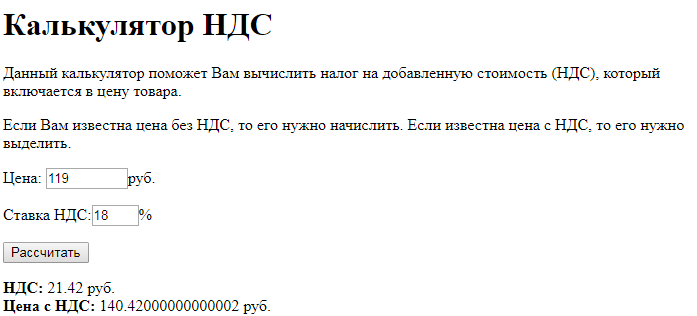 Калькулятор НДС
Данный калькулятор поможет Вам вычислить налог на добавленную стоимость (НДС), который
включается в цену товара.
Если Вам известна цена без НДС, то его нужно начислить. Если известна цена с НДС, то его нужно
выделить.
Цена: 119 руб.
Ставка НДС: 18 %
Рассчитать
НДС: 21.42 руб.
Цена с НДС: 140.42000000000002 руб.